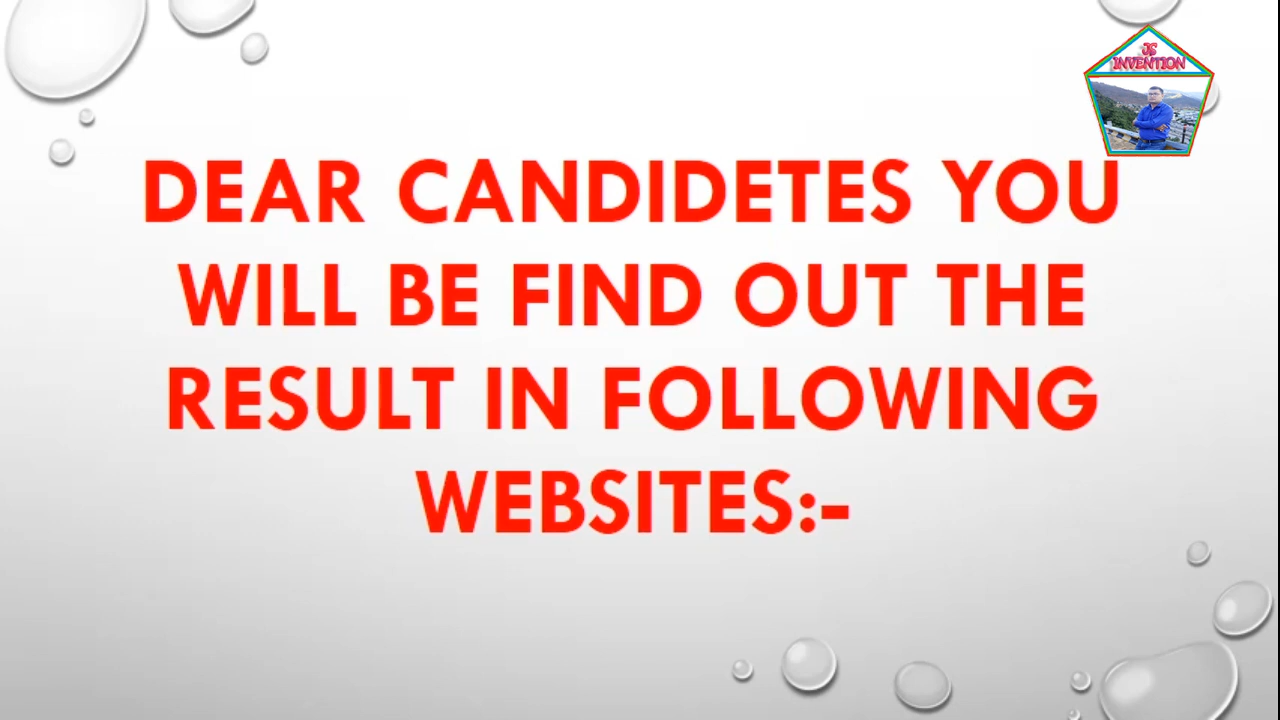 JS
INVENTION
DEAR CANDIDETES YOU
WILL BE FIND OUT THE
RESULT IN FOLLOWING
WEBSITES:-